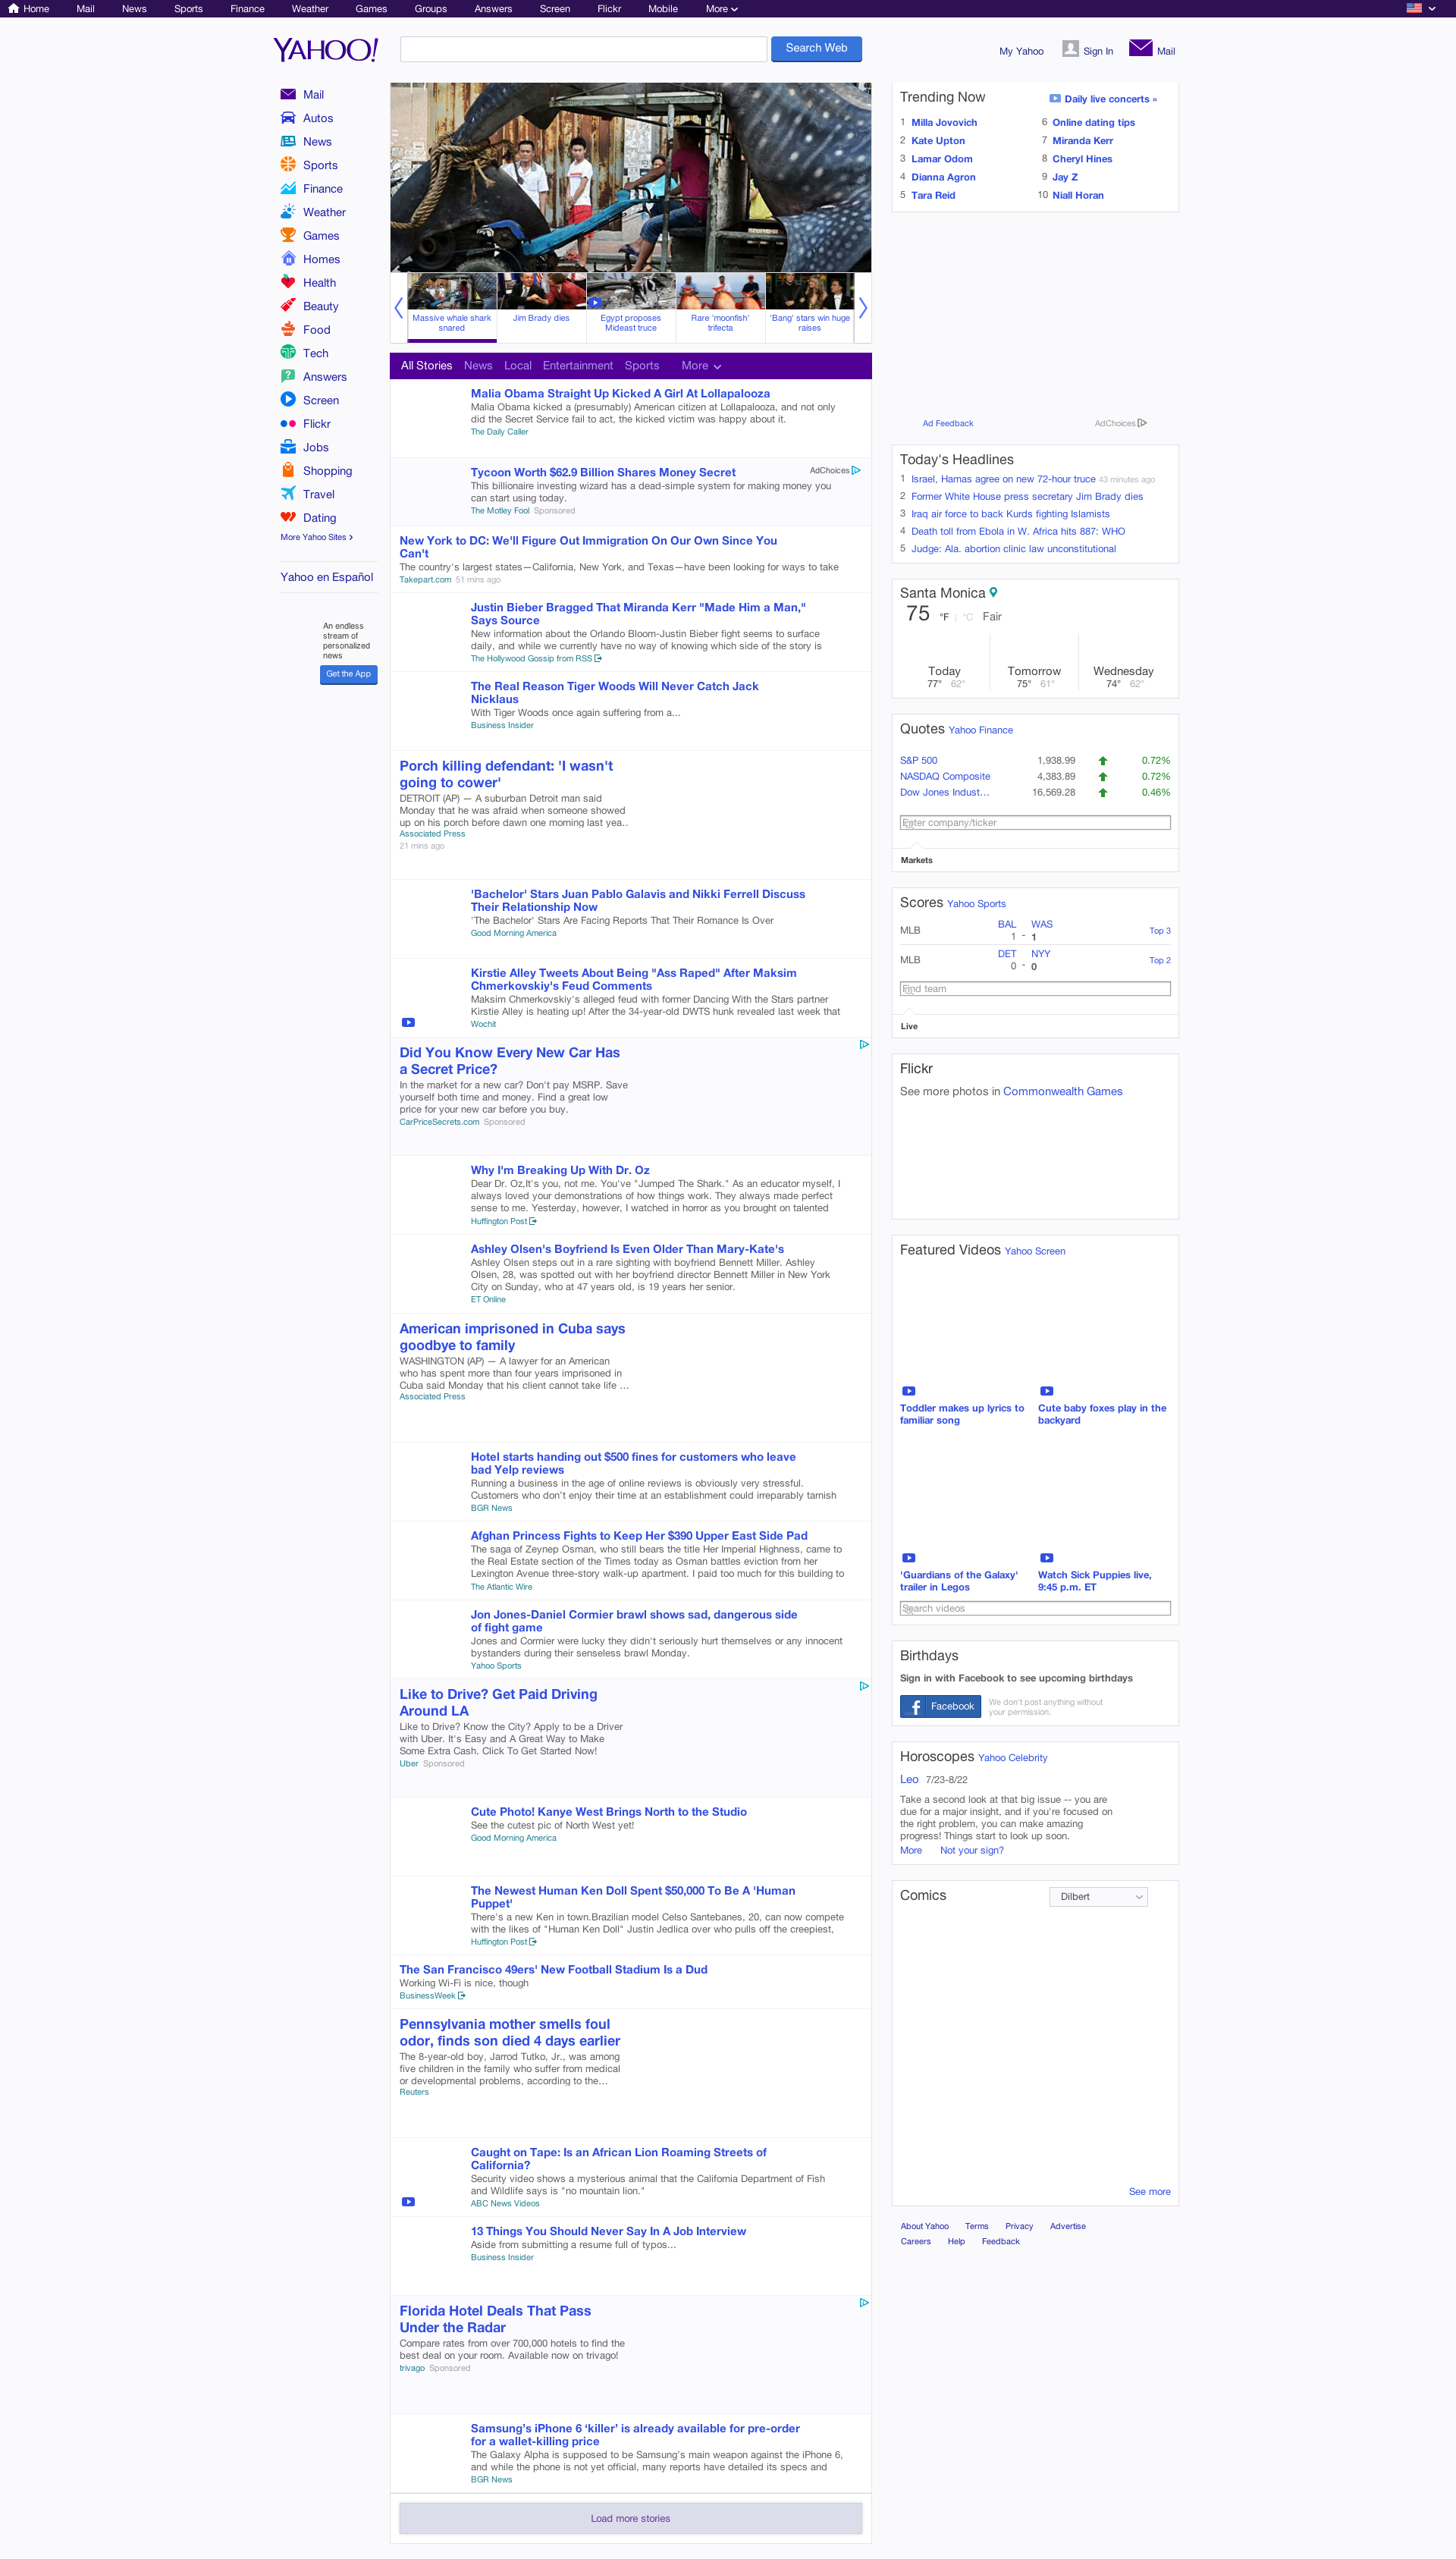 Home Mail News Sports Finance Weather Games Groups Answers Screen Flickr Mobile More
YAHOO!
Search Web
My Yahoo Sign In Mail
Mail
Autos
News
Sports
Finance
Weather
Games
Homes
Health
Beauty
Food
Tech
Answers
Screen
Flickr
Jobs
Shopping
Travel
Dating
More Yahoo Sites
Yahoo en Español
An endless
stream of
personalized
news
Get the App
Massive whale shark
snared
Jim Brady dies
Egypt proposes
Mideast truce
Rare 'moonfish'
trifecta
'Bang' stars win huge
raises
All Stories News Local Entertainment Sports More
Malia Obama Straight Up Kicked A Girl At Lollapalooza
Malia Obama kicked a (presumably) American citizen at Lollapalooza, and not only
did the Secret Service fail to act, the kicked victim was happy about it.
The Daily Caller
Tycoon Worth $62.9 Billion Shares Money Secret
AdChoices
This billionaire investing wizard has a dead-simple system for making money you
can start using today.
The Motley Fool Sponsored
New York to DC: We'll Figure Out Immigration On Our Own Since You
Can't
The country's largest states—California, New York, and Texas—have been looking for ways to take
Takepart.com 51 mins ago
Justin Bieber Bragged That Miranda Kerr "Made Him a Man,"
Says Source
New information about the Orlando Bloom-Justin Bieber fight seems to surface
daily, and while we currently have no way of knowing which side of the story is
The Hollywood Gossip from RSS
The Real Reason Tiger Woods Will Never Catch Jack
Nicklaus
With Tiger Woods once again suffering from a...
Business Insider
Porch killing defendant: 'I wasn't
going to cower'
DETROIT (AP) — A suburban Detroit man said
Monday that he was afraid when someone showed
up on his porch before dawn one morning last yea..
Associated Press
21 mins ago
'Bachelor' Stars Juan Pablo Galavis and Nikki Ferrell Discuss
Their Relationship Now
'The Bachelor' Stars Are Facing Reports That Their Romance Is Over
Good Morning America
Kirstie Alley Tweets About Being "Ass Raped" After Maksim
Chmerkovskiy's Feud Comments
Maksim Chmerkovskiy's alleged feud with former Dancing With the Stars partner
Kirstie Alley is heating up! After the 34-year-old DWTS hunk revealed last week that
Wochit
Did You Know Every New Car Has
a Secret Price?
In the market for a new car? Don't pay MSRP. Save
yourself both time and money. Find a great low
price for your new car before you buy.
CarPriceSecrets.com Sponsored
Why I'm Breaking Up With Dr. Oz
Dear Dr. Oz,It's you, not me. You've "Jumped The Shark." As an educator myself, I
always loved your demonstrations of how things work. They always made perfect
sense to me. Yesterday, however, I watched in horror as you brought on talented
Huffington Post
Ashley Olsen's Boyfriend Is Even Older Than Mary-Kate's
Ashley Olsen steps out in a rare sighting with boyfriend Bennett Miller. Ashley
Olsen, 28, was spotted out with her boyfriend director Bennett Miller in New York
City on Sunday, who at 47 years old, is 19 years her senior.
ET Online
American imprisoned in Cuba says
goodbye to family
WASHINGTON (AP) — A lawyer for an American
who has spent more than four years imprisoned in
Cuba said Monday that his client cannot take life ...
Associated Press
Hotel starts handing out $500 fines for customers who leave
bad Yelp reviews
Running a business in the age of online reviews is obviously very stressful.
Customers who don't enjoy their time at an establishment could irreparably tarnish
BGR News
Afghan Princess Fights to Keep Her $390 Upper East Side Pad
The saga of Zeynep Osman, who still bears the title Her Imperial Highness, came to
the Real Estate section of the Times today as Osman battles eviction from her
Lexington Avenue three-story walk-up apartment. I paid too much for this building to
The Atlantic Wire
Jon Jones-Daniel Cormier brawl shows sad, dangerous side
of fight game
Jones and Cormier were lucky they didn't seriously hurt themselves or any innocent
bystanders during their senseless brawl Monday.
Yahoo Sports
Like to Drive? Get Paid Driving
Around LA
Like to Drive? Know the City? Apply to be a Driver
with Uber. It's Easy and A Great Way to Make
Some Extra Cash. Click To Get Started Now!
Uber Sponsored
Cute Photo! Kanye West Brings North to the Studio
See the cutest pic of North West yet!
Good Morning America
The Newest Human Ken Doll Spent $50,000 To Be A 'Human
Puppet'
There's a new Ken in town.Brazilian model Celso Santebanes, 20, can now compete
with the likes of "Human Ken Doll" Justin Jedlica over who pulls off the creepiest,
Huffington Post
The San Francisco 49ers' New Football Stadium Is a Dud
Working Wi-Fi is nice, though
BusinessWeek
Pennsylvania mother smells foul
odor, finds son died 4 days earlier
The 8-year-old boy, Jarrod Tutko, Jr., was among
five children in the family who suffer from medical
or developmental problems, according to the...
Reuters
Caught on Tape: Is an African Lion Roaming Streets of
California?
Security video shows a mysterious animal that the California Department of Fish
and Wildlife says is "no mountain lion."
ABC News Videos
13 Things You Should Never Say In A Job Interview
Aside from submitting a resume full of typos...
Business Insider
Florida Hotel Deals That Pass
Under the Radar
Compare rates from over 700,000 hotels to find the
best deal on your room. Available now on trivago!
trivago Sponsored
Samsung's iPhone 6 ‘killer’ is already available for pre-order
for a wallet-killing price
The Galaxy Alpha is supposed to be Samsung's main weapon against the iPhone 6,
and while the phone is not yet official, many reports have detailed its specs and
BGR News
Load more stories
Trending Now
Daily live concerts »
1 Milla Jovovich
2 Kate Upton
3 Lamar Odom
4 Dianna Agron
5 Tara Reid
6 Online dating tips
7 Miranda Kerr
8 Cheryl Hines
9 Jay Z
10 Niall Horan
Ad Feedback AdChoices
Today's Headlines
1 Israel, Hamas agree on new 72-hour truce 43 minutes ago
2 Former White House press secretary Jim Brady dies
3 Iraq air force to back Kurds fighting Islamists
4 Death toll from Ebola in W. Africa hits 887: WHO
5 Judge: Ala. abortion clinic law unconstitutional
Santa Monica
75 °F | °C Fair
Today Tomorrow Wednesday
77° 62° 75° 61° 74° 62°
Quotes Yahoo Finance
S&P 500 1,938.99 0.72%
NASDAQ Composite 4,383.89 0.72%
Dow Jones Indust... 16,569.28 0.46%
Enter company/ticker
Markets
Scores Yahoo Sports
BAL WAS
MLB 1 - 1 Top 3
DET NYY
MLB 0 - 0 Top 2
Find team
Live
Flickr
See more photos in Commonwealth Games
Featured Videos Yahoo Screen
Toddler makes up lyrics to
familiar song
Cute baby foxes play in the
backyard
'Guardians of the Galaxy'
trailer in Legos
Watch Sick Puppies live,
9:45 p.m. ET
Search videos
Birthdays
Sign in with Facebook to see upcoming birthdays
Facebook
We don't post anything without
your permission.
Horoscopes Yahoo Celebrity
Leo 7/23-8/22
Take a second look at that big issue -- you are
due for a major insight, and if you're focused on
the right problem, you can make amazing
progress! Things start to look up soon.
More Not your sign?
Comics Dilbert
See more
About Yahoo Terms Privacy Advertise
Careers Help Feedback